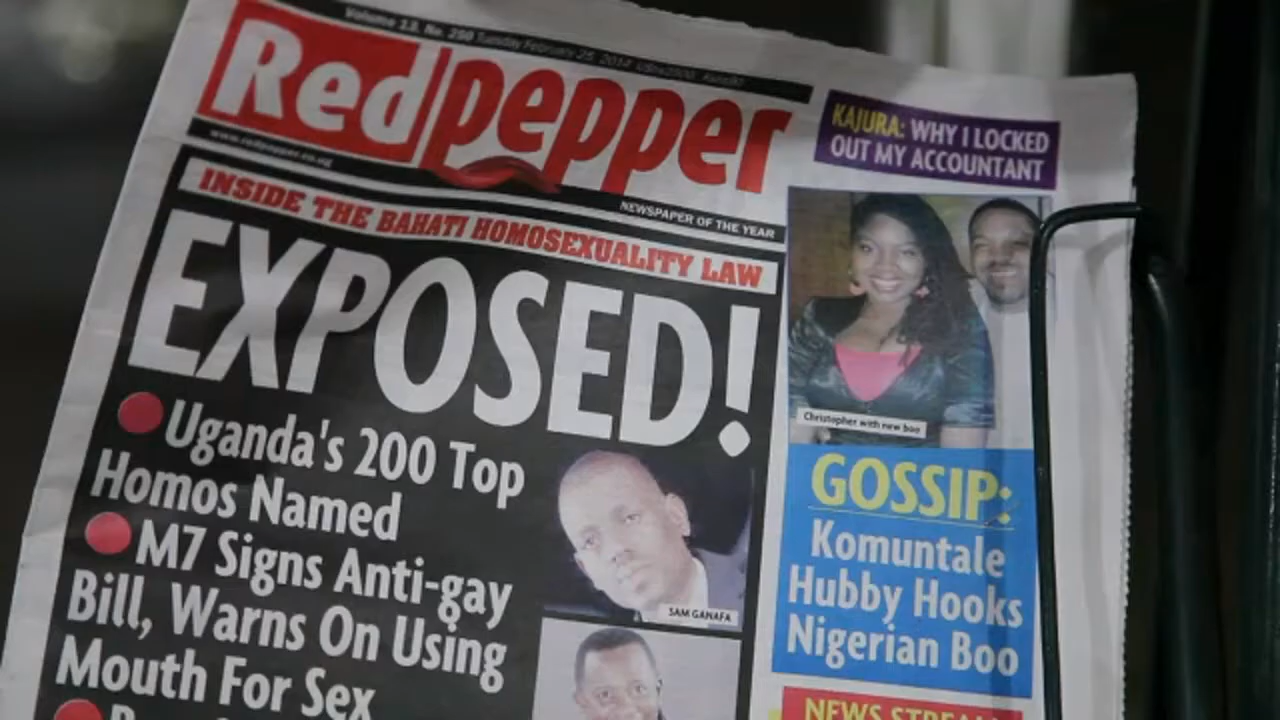 Volume 13. No. 250 Tuesday February 25, 2014
Redpepper
www.redpepper.co.ug
NEWSPAPER OF THE YEAR
INSIDE THE BAHATI HOMOSEXUALITY LAW
EXPOSED!
Uganda's 200 Top
Homos Named
M7 Signs Anti-gay
Bill, Warns On Using
Mouth For Sex
SAM GANAFA
KAJURA: WHY I LOCKED
OUT MY ACCOUNTANT
Christopher with new boo
GOSSIP:
Komuntale
Hubby Hooks
Nigerian Boo
NEWS